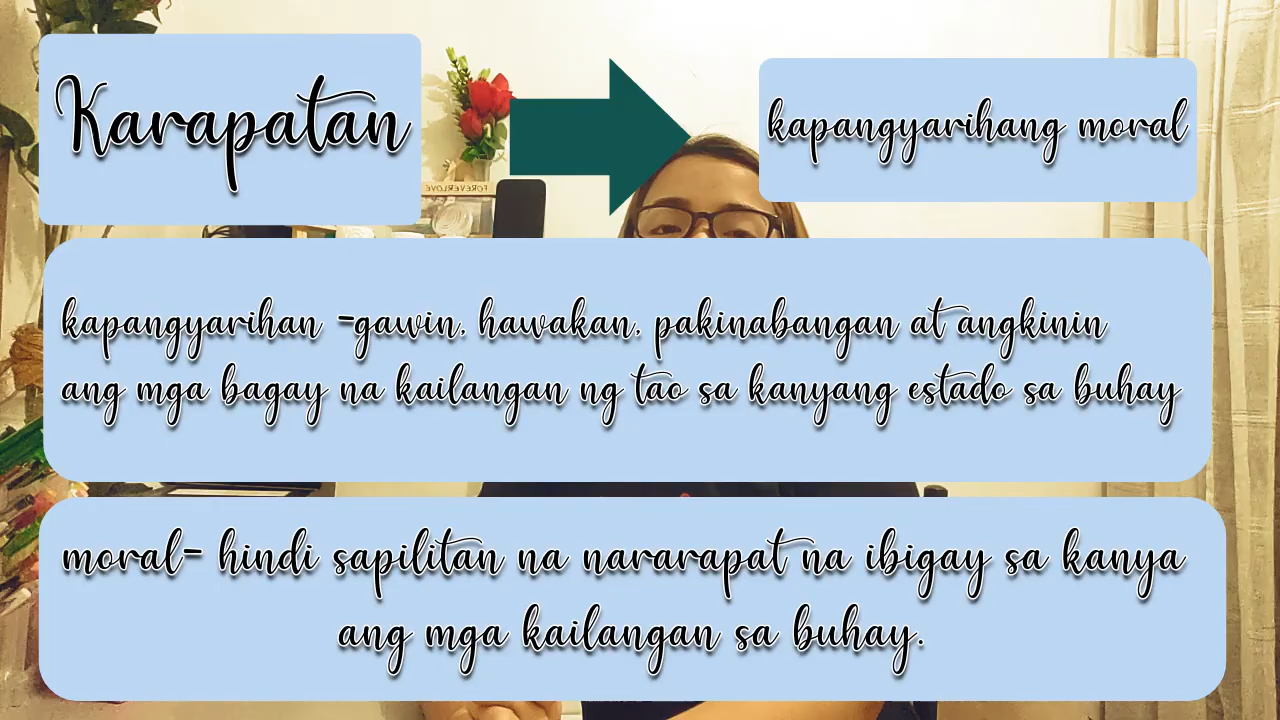 Karapatan
kapangyarihang moral
FOREVERLOVE
kapangyarihan =gawin, hawakan, pakinabangan at angkinin
ang mga bagay na kailangan ng tao sa kanyang estado sa buhay
moral- hindi sapilitan na nararapat na ibigay sa kanya
ang mga kailangan sa buhay.